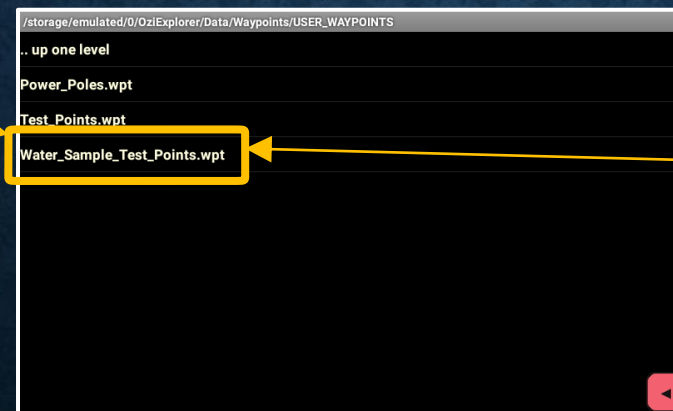 /storage/emulated/0/OziExplorer/Data/Waypoints/USER_WAYPOINTS
.. up one level
Power_Poles.wpt
Test_Points.wpt
Water_Sample_Test_Points.wpt